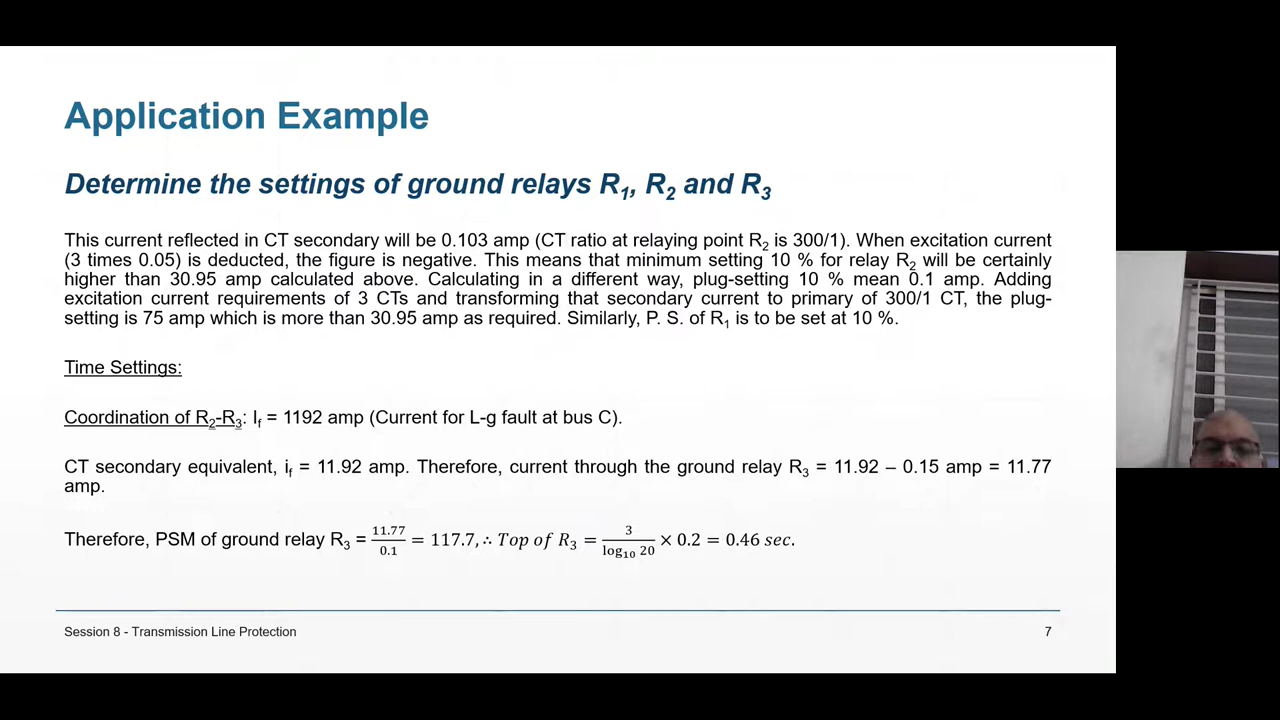 Application Example
Determine the settings of ground relays R1, R2 and R3
This current reflected in CT secondary will be 0.103 amp (CT ratio at relaying point R2 is 300/1). When excitation current
(3 times 0.05) is deducted, the figure is negative. This means that minimum setting 10 % for relay R2 will be certainly
higher than 30.95 amp calculated above. Calculating in a different way, plug-setting 10 % mean 0.1 amp. Adding
excitation current requirements of 3 CTs and transforming that secondary current to primary of 300/1 CT, the plug-
setting is 75 amp which is more than 30.95 amp as required. Similarly, P. S. of R1 is to be set at 10 %.
Time Settings:
Coordination of R2-R3: If = 1192 amp (Current for L-g fault at bus C).
CT secondary equivalent, if = 11.92 amp. Therefore, current through the ground relay R3 = 11.92 – 0.15 amp = 11.77
amp.
Therefore, PSM of ground relay R3 = 11.77/0.1 = 117.7, ∴ Top of R3 = 3/log10 20 × 0.2 = 0.46 sec.
Session 8 - Transmission Line Protection 7